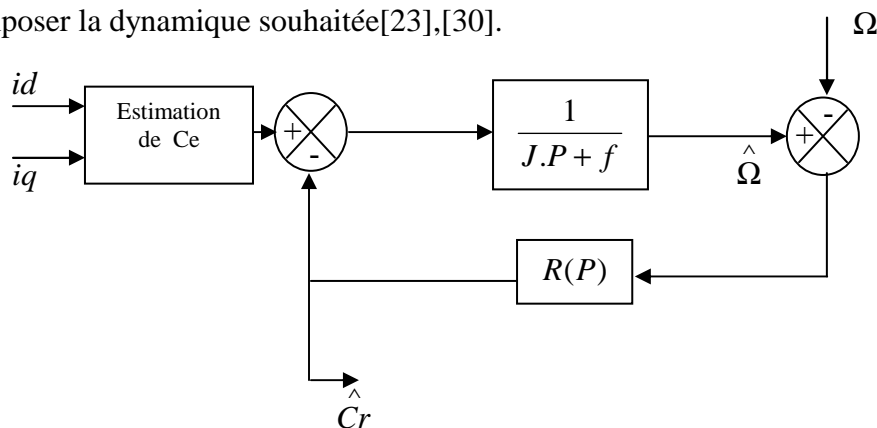 poser la dynamique souhaitée[23],[30].
Ω
id
Estimation
de Ce
iq
+
-
1
J.P + f
Ω̂
-
+
R(P)
Ĉr